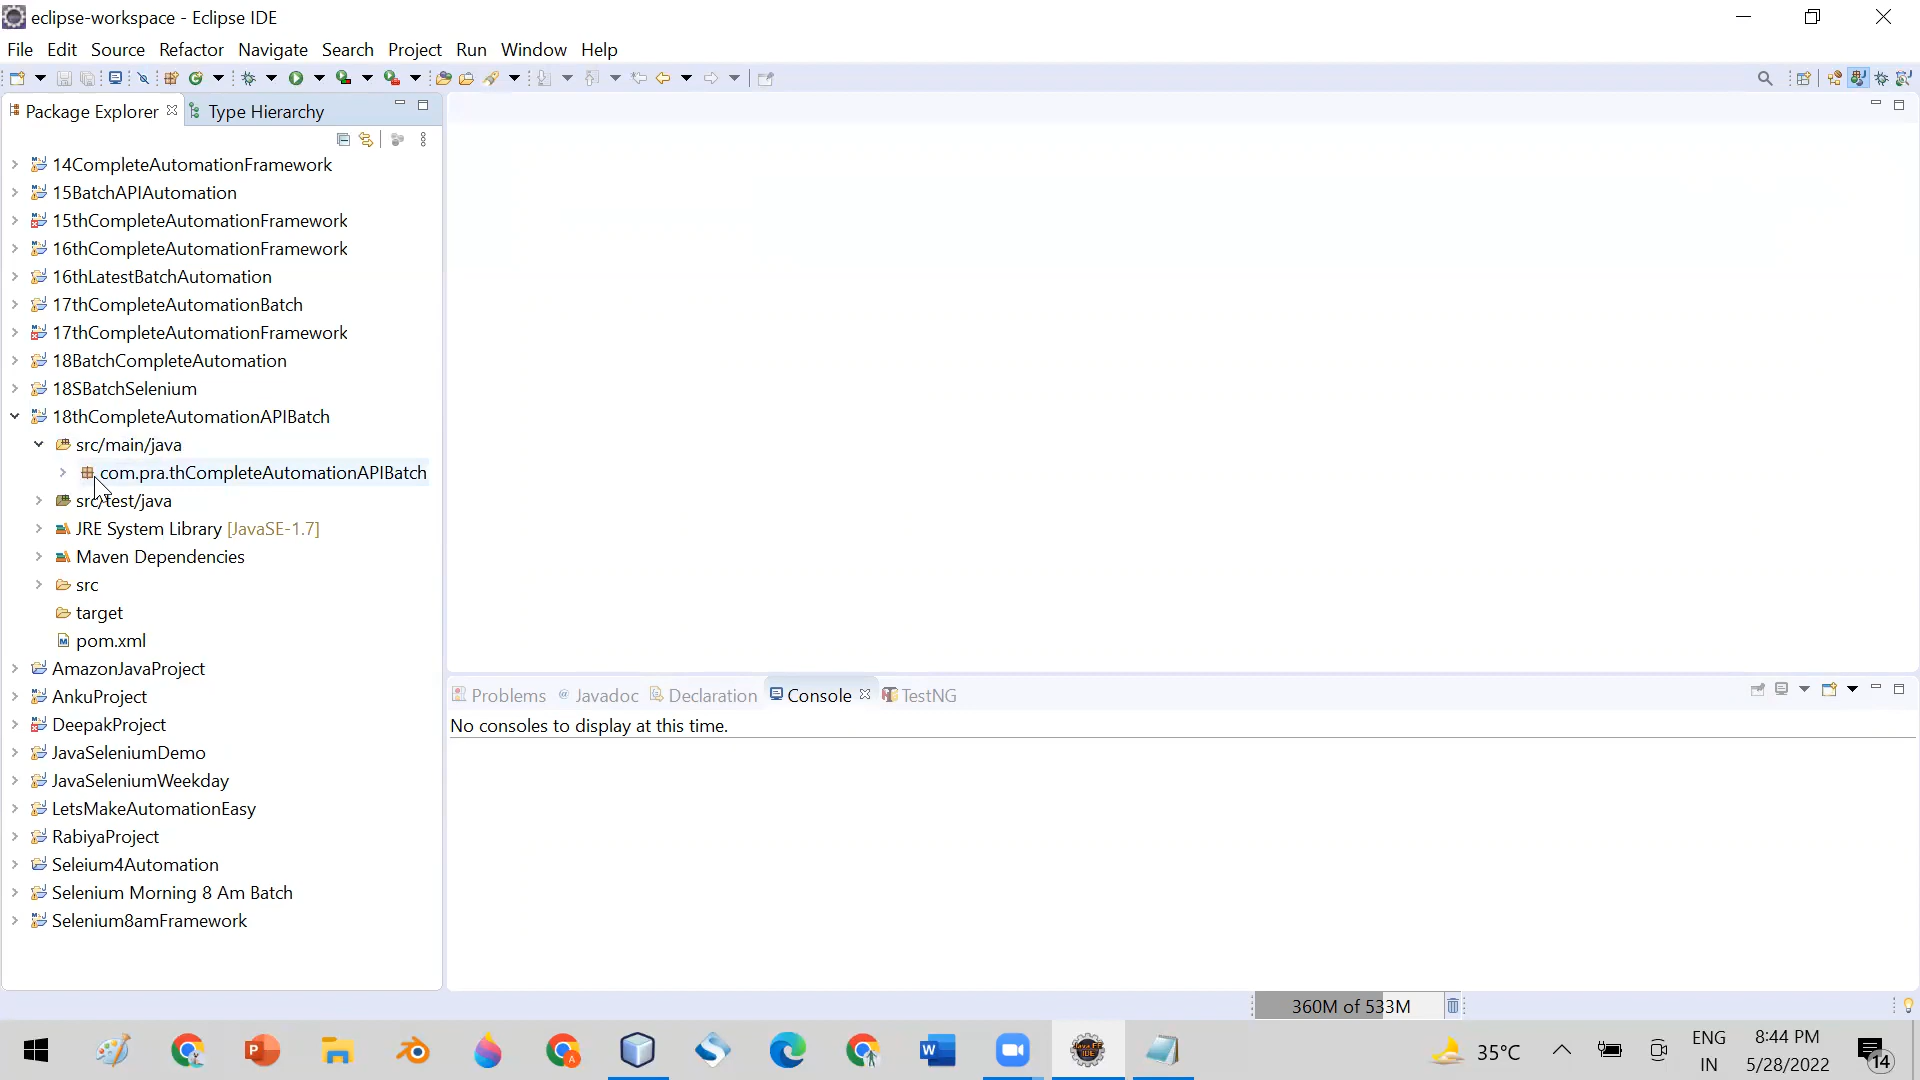 eclipse-workspace - Eclipse IDE
File Edit Source Refactor Navigate Search Project Run Window Help
Package Explorer Type Hierarchy
14CompleteAutomationFramework
15BatchAPIAutomation
15thCompleteAutomationFramework
16thCompleteAutomationFramework
16thLatestBatchAutomation
17thCompleteAutomationBatch
17thCompleteAutomationFramework
18BatchCompleteAutomation
18SBatchSelenium
18thCompleteAutomationAPIBatch
src/main/java
com.pra.thCompleteAutomationAPIBatch
src/test/java
JRE System Library [JavaSE-1.7]
Maven Dependencies
src
target
pom.xml
AmazonJavaProject
AnkuProject
DeepakProject
JavaSeleniumDemo
JavaSeleniumWeekday
LetsMakeAutomationEasy
RabiyaProject
Seleium4Automation
Selenium Morning 8 Am Batch
Selenium8amFramework
Problems Javadoc Declaration Console TestNG
No consoles to display at this time.
360M of 533M
35°C
ENG
IN
8:44 PM
5/28/2022
14